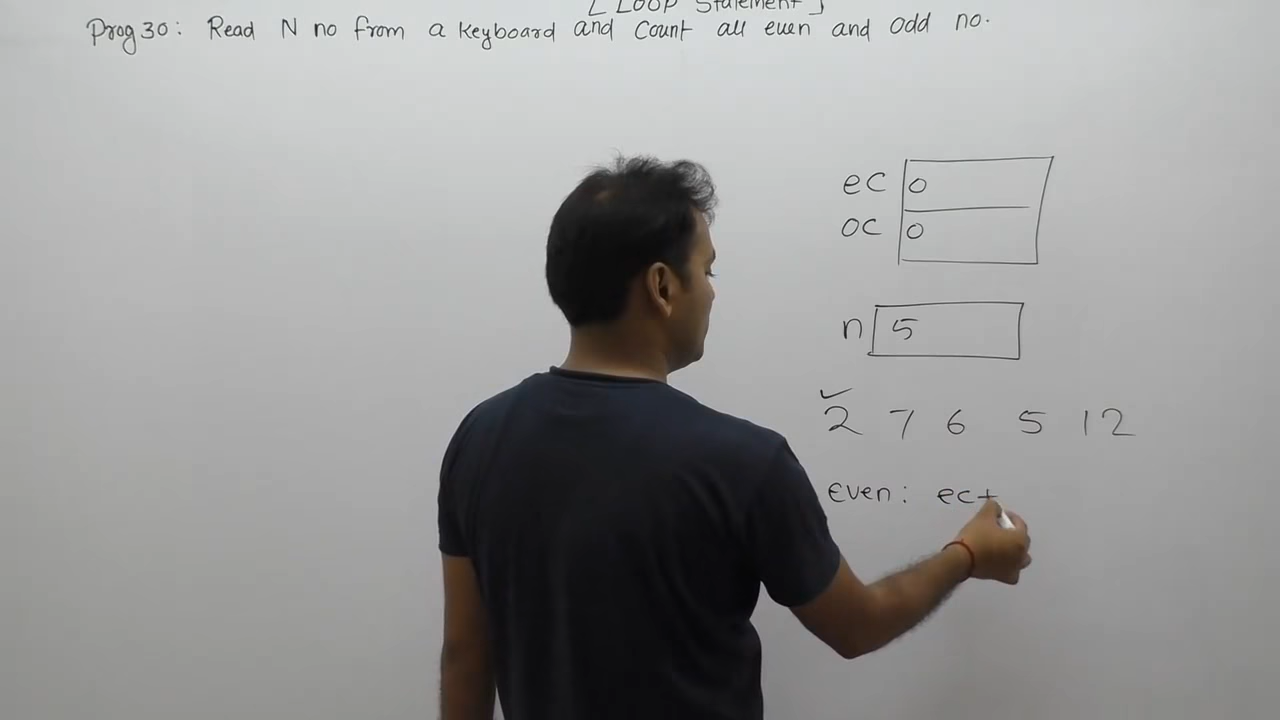 [ Loop Statement ]
Prog 30: Read N no from a keyboard and count all even and odd no.
ec 0
oc 0
n 5
2 7 6 5 12
Even: ec+